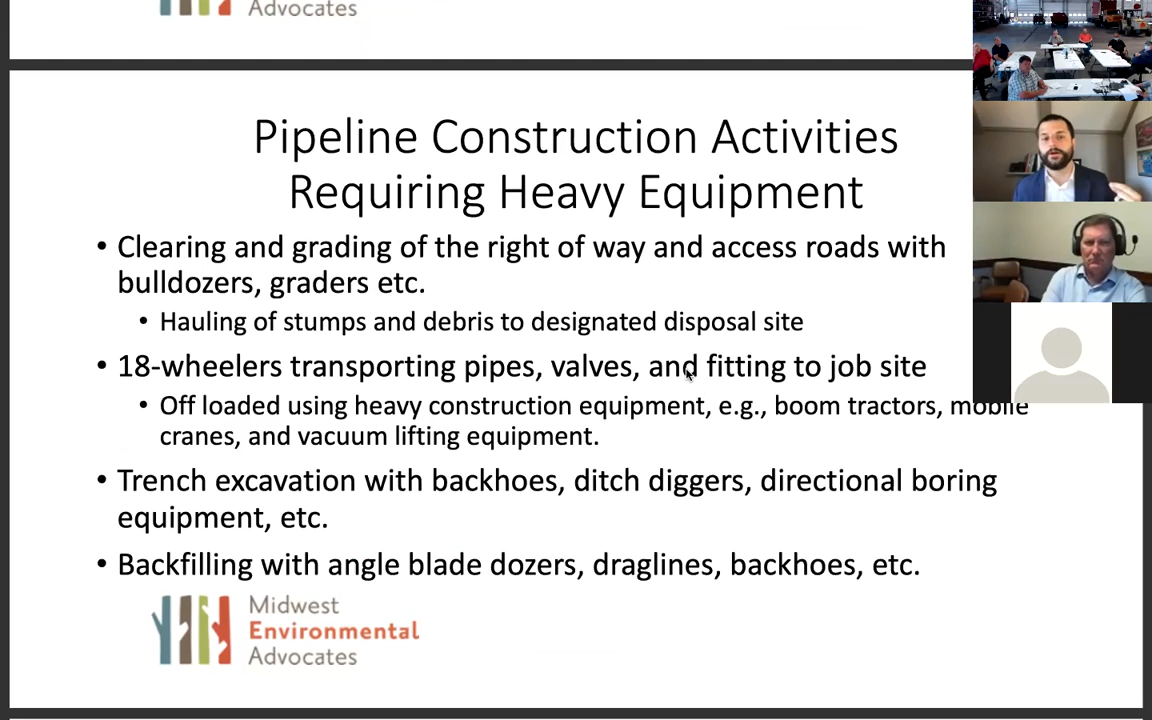 Midwest
Advocates
Pipeline Construction Activities
Requiring Heavy Equipment
• Clearing and grading of the right of way and access roads with
bulldozers, graders etc.
• Hauling of stumps and debris to designated disposal site
• 18-wheelers transporting pipes, valves, and fitting to job site
• Off loaded using heavy construction equipment, e.g., boom tractors, mobile
cranes, and vacuum lifting equipment.
• Trench excavation with backhoes, ditch diggers, directional boring
equipment, etc.
• Backfilling with angle blade dozers, draglines, backhoes, etc.
Midwest
Environmental
Advocates